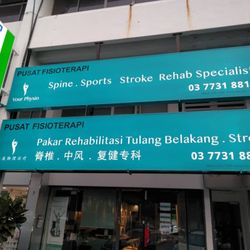 PUSAT FISIOTERAPI
Spine . Sports Stroke Rehab Specialis
Your Physio
03 7731 881
PUSAT FISIOTERAPI
Pakar Rehabilitasi Tulang Belakang . Str
脊椎 . 中风 . 复健专科
03 7731 88